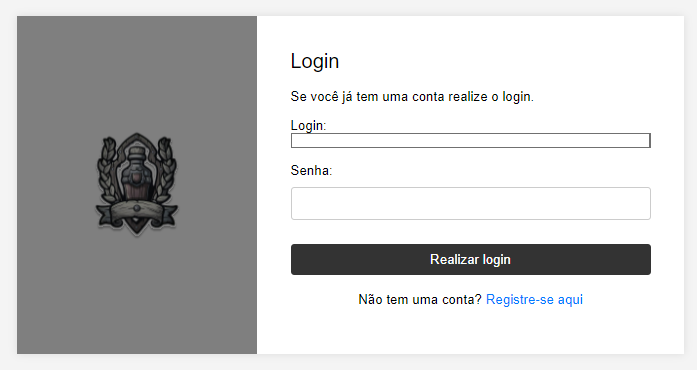 Login
Se você já tem uma conta realize o login.
Login:
Senha:
Realizar login
Não tem uma conta? Registre-se aqui